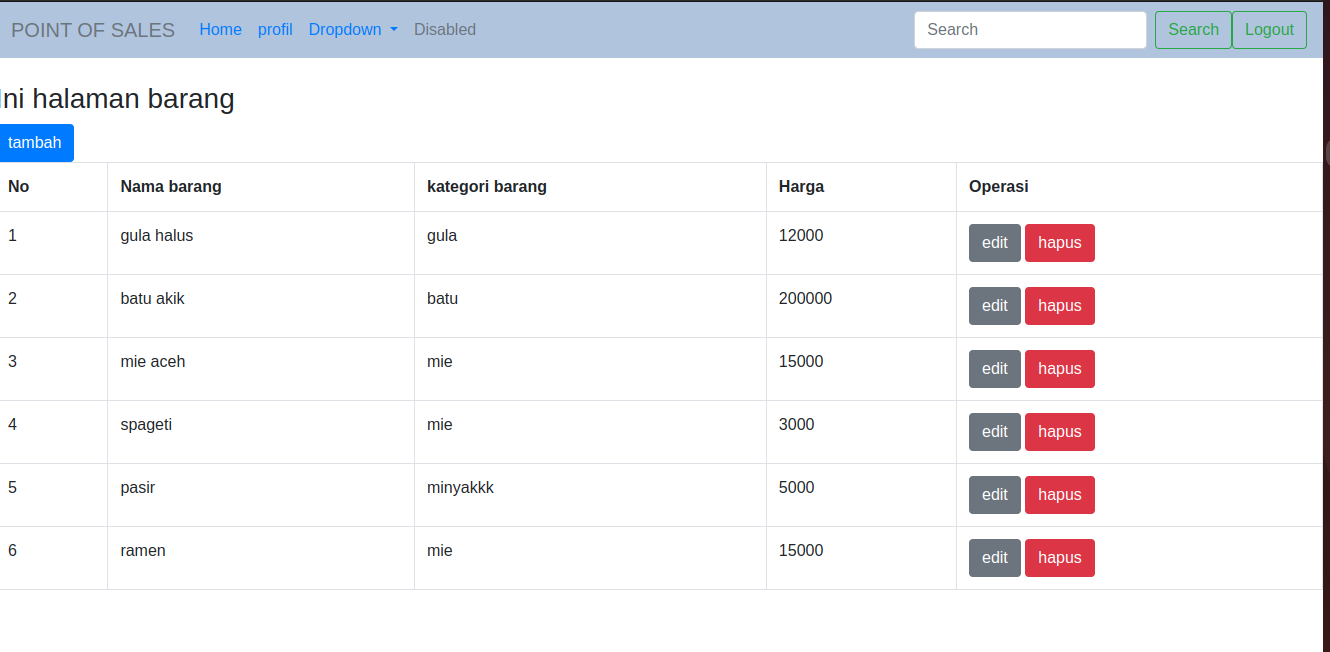 POINT OF SALES Home profil Dropdown Disabled Search Search Logout
Ini halaman barang
tambah
No Nama barang kategori barang Harga Operasi
1 gula halus gula 12000 edit hapus
2 batu akik batu 200000 edit hapus
3 mie aceh mie 15000 edit hapus
4 spageti mie 3000 edit hapus
5 pasir minyakkk 5000 edit hapus
6 ramen mie 15000 edit hapus